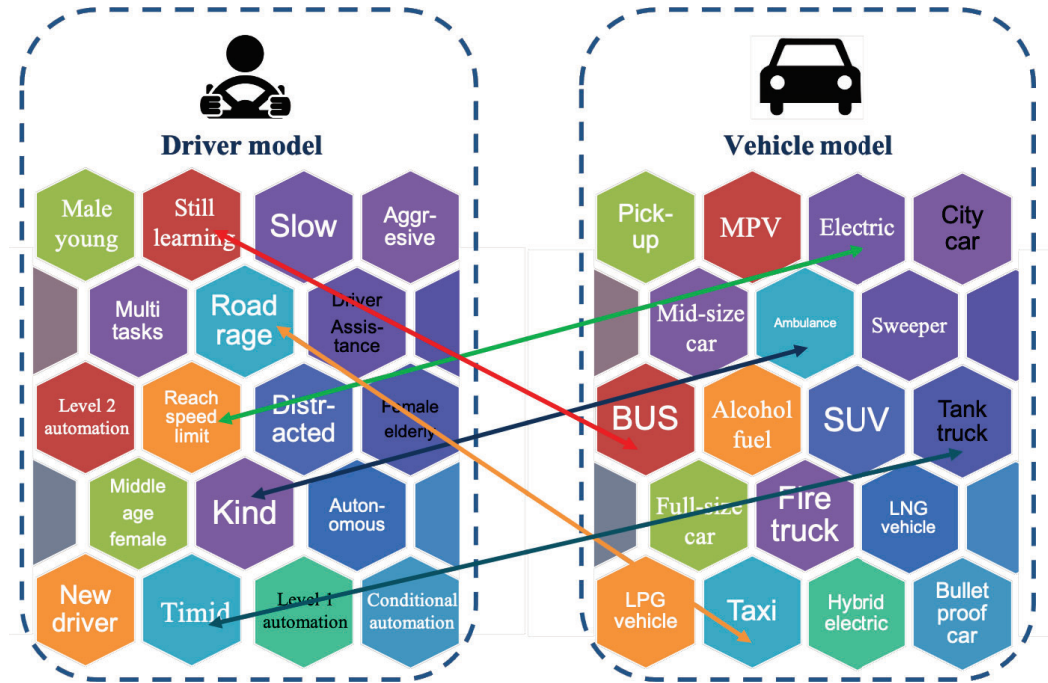 Driver model
Male
young
Still
learning
Slow
Aggr-
esive
Multi
tasks
Road
rage
Driver
Assis-
tance
Level 2
automation
Reach
speed
limit
Distr-
acted
Female
elderly
Middle
age
female
Kind
Auton-
omous
New
driver
Timid
Level 1
automation
Conditional
automation
Vehicle model
Pick-
up
MPV
Electric
City
car
Mid-size
car
Ambulance
Sweeper
BUS
Alcohol
fuel
SUV
Tank
truck
Full-size
car
Fire
truck
LNG
vehicle
LPG
vehicle
Taxi
Hybrid
electric
Bullet
proof
car